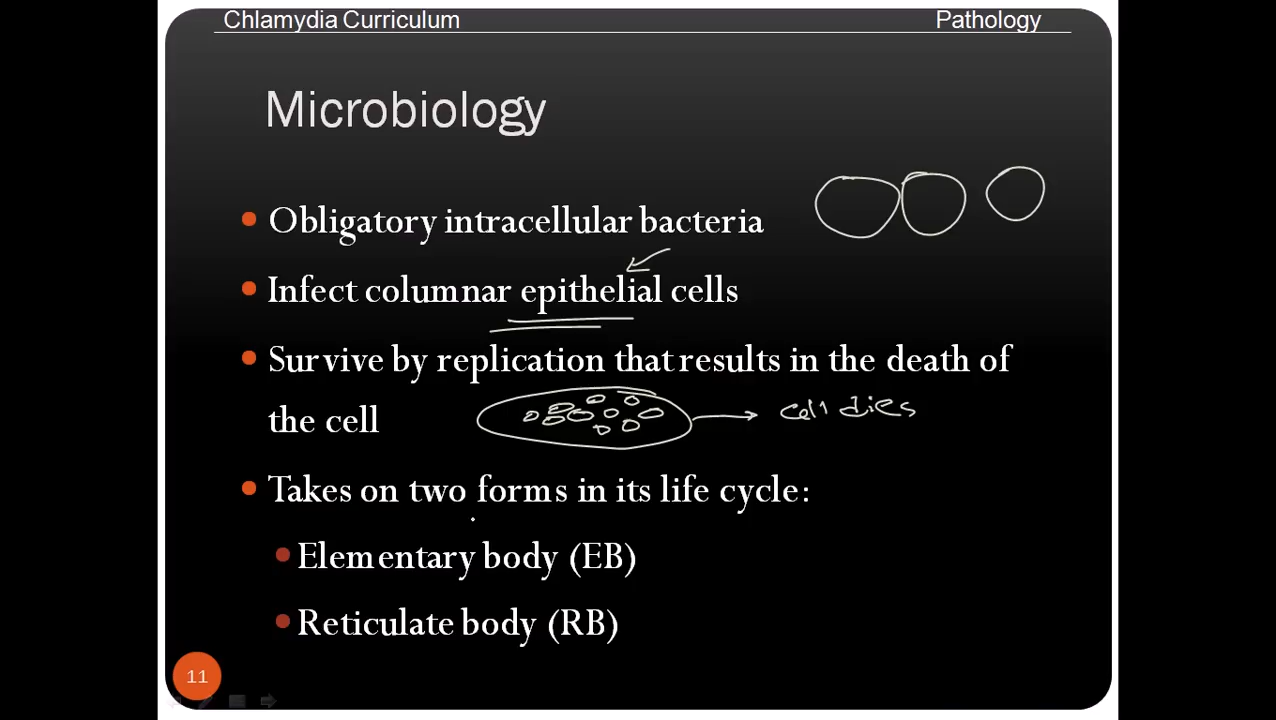 Chlamydia Curriculum Pathology
Microbiology
Obligatory intracellular bacteria
Infect columnar epithelial cells
Survive by replication that results in the death of
the cell
cell dies
Takes on two forms in its life cycle:
Elementary body (EB)
Reticulate body (RB)
11